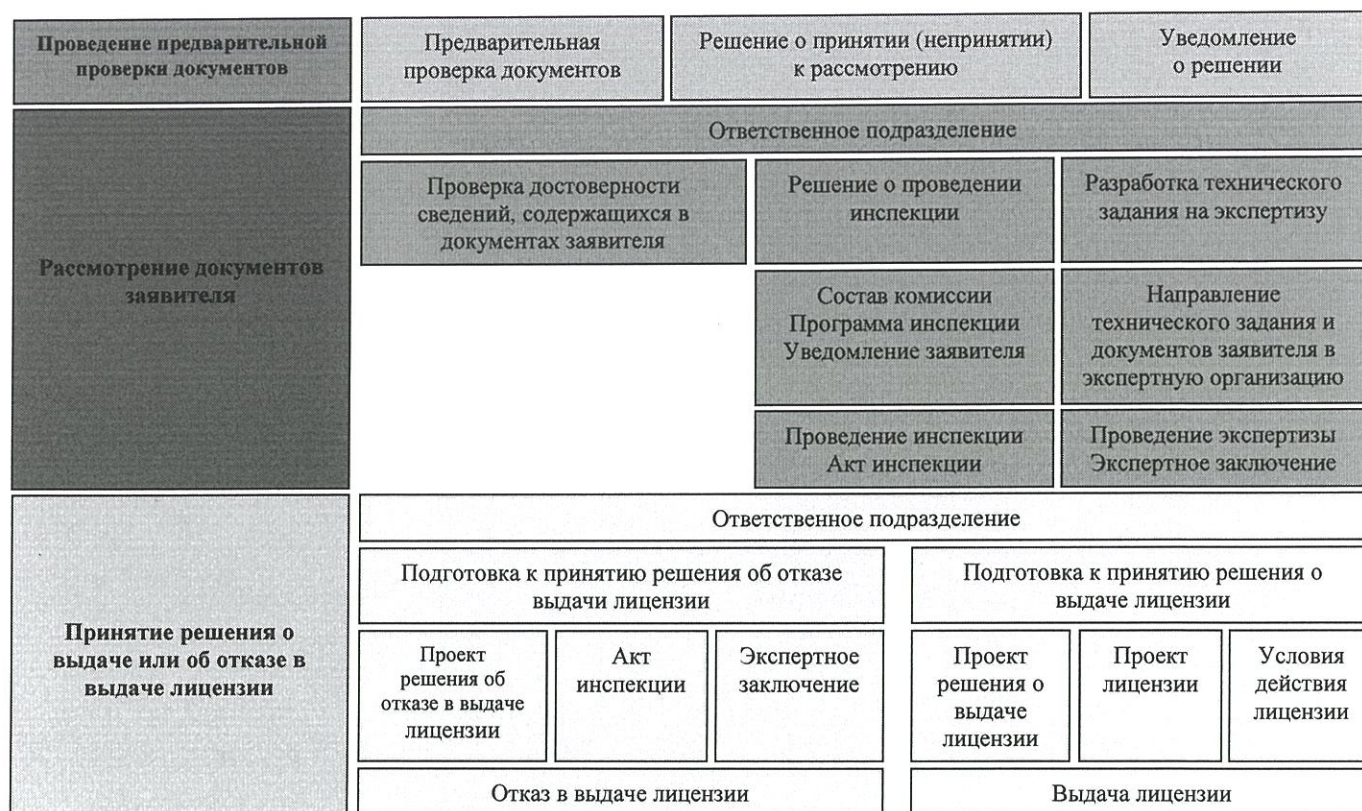 Проведение предварительной
проверки документов
Предварительная
проверка документов
Решение о принятии (непринятии)
к рассмотрению
Уведомление
о решении
Рассмотрение документов
заявителя
Ответственное подразделение
Проверка достоверности
сведений, содержащихся в
документах заявителя
Решение о проведении
инспекции
Разработка технического
задания на экспертизу
Состав комиссии
Программа инспекции
Уведомление заявителя
Направление
технического задания и
документов заявителя в
экспертную организацию
Проведение инспекции
Акт инспекции
Проведение экспертизы
Экспертное заключение
Принятие решения о
выдаче или об отказе в
выдаче лицензии
Ответственное подразделение
Подготовка к принятию решения об отказе
выдачи лицензии
Подготовка к принятию решения о
выдаче лицензии
Проект
решения об
отказе в выдаче
лицензии
Акт
инспекции
Экспертное
заключение
Проект
решения о
выдаче
лицензии
Проект
лицензии
Условия
действия
лицензии
Отказ в выдаче лицензии
Выдача лицензии